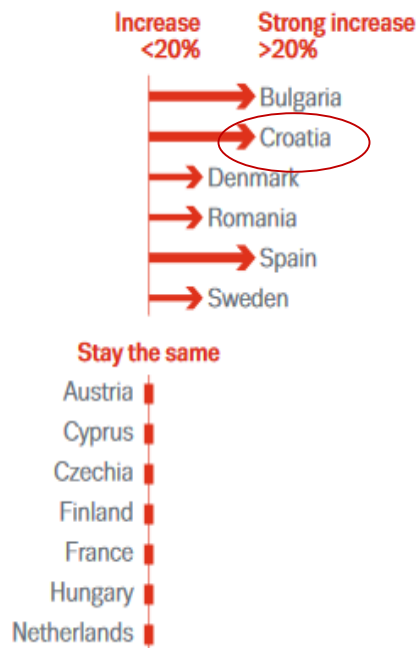 Increase Strong increase
<20% >20%
Bulgaria
Croatia
Denmark
Romania
Spain
Sweden
Stay the same
Austria
Cyprus
Czechia
Finland
France
Hungary
Netherlands